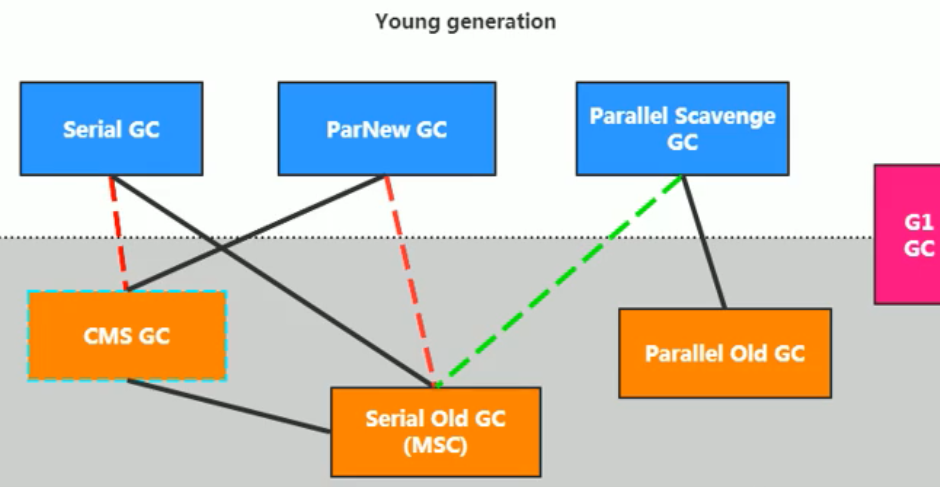 Young generation
Serial GC
ParNew GC
Parallel Scavenge
GC
G1
GC
CMS GC
Parallel Old GC
Serial Old GC
(MSC)